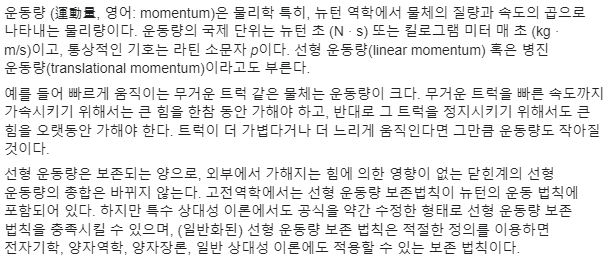 운동량 (運動量, 영어: momentum)은 물리학 특히, 뉴턴 역학에서 물체의 질량과 속도의 곱으로
나타내는 물리량이다. 운동량의 국제 단위는 뉴턴 초 (N · s) 또는 킬로그램 미터 매 초 (kg ·
m/s)이고, 통상적인 기호는 라틴 소문자 p이다. 선형 운동량(linear momentum) 혹은 병진
운동량(translational momentum)이라고도 부른다.
예를 들어 빠르게 움직이는 무거운 트럭 같은 물체는 운동량이 크다. 무거운 트럭을 빠른 속도까지
가속시키기 위해서는 큰 힘을 한참 동안 가해야 하고, 반대로 그 트럭을 정지시키기 위해서도 큰
힘을 오랫동안 가해야 한다. 트럭이 더 가볍다거나 더 느리게 움직인다면 그만큼 운동량도 작아질
것이다.
선형 운동량은 보존되는 양으로, 외부에서 가해지는 힘에 의한 영향이 없는 닫힌계의 선형
운동량의 총합은 바뀌지 않는다. 고전역학에서는 선형 운동량 보존법칙이 뉴턴의 운동 법칙에
포함되어 있다. 하지만 특수 상대성 이론에서도 공식을 약간 수정한 형태로 선형 운동량 보존
법칙을 충족시킬 수 있으며, (일반화된) 선형 운동량 보존 법칙은 적절한 정의를 이용하면
전자기학, 양자역학, 양자장론, 일반 상대성 이론에도 적용할 수 있는 보존 법칙이다.